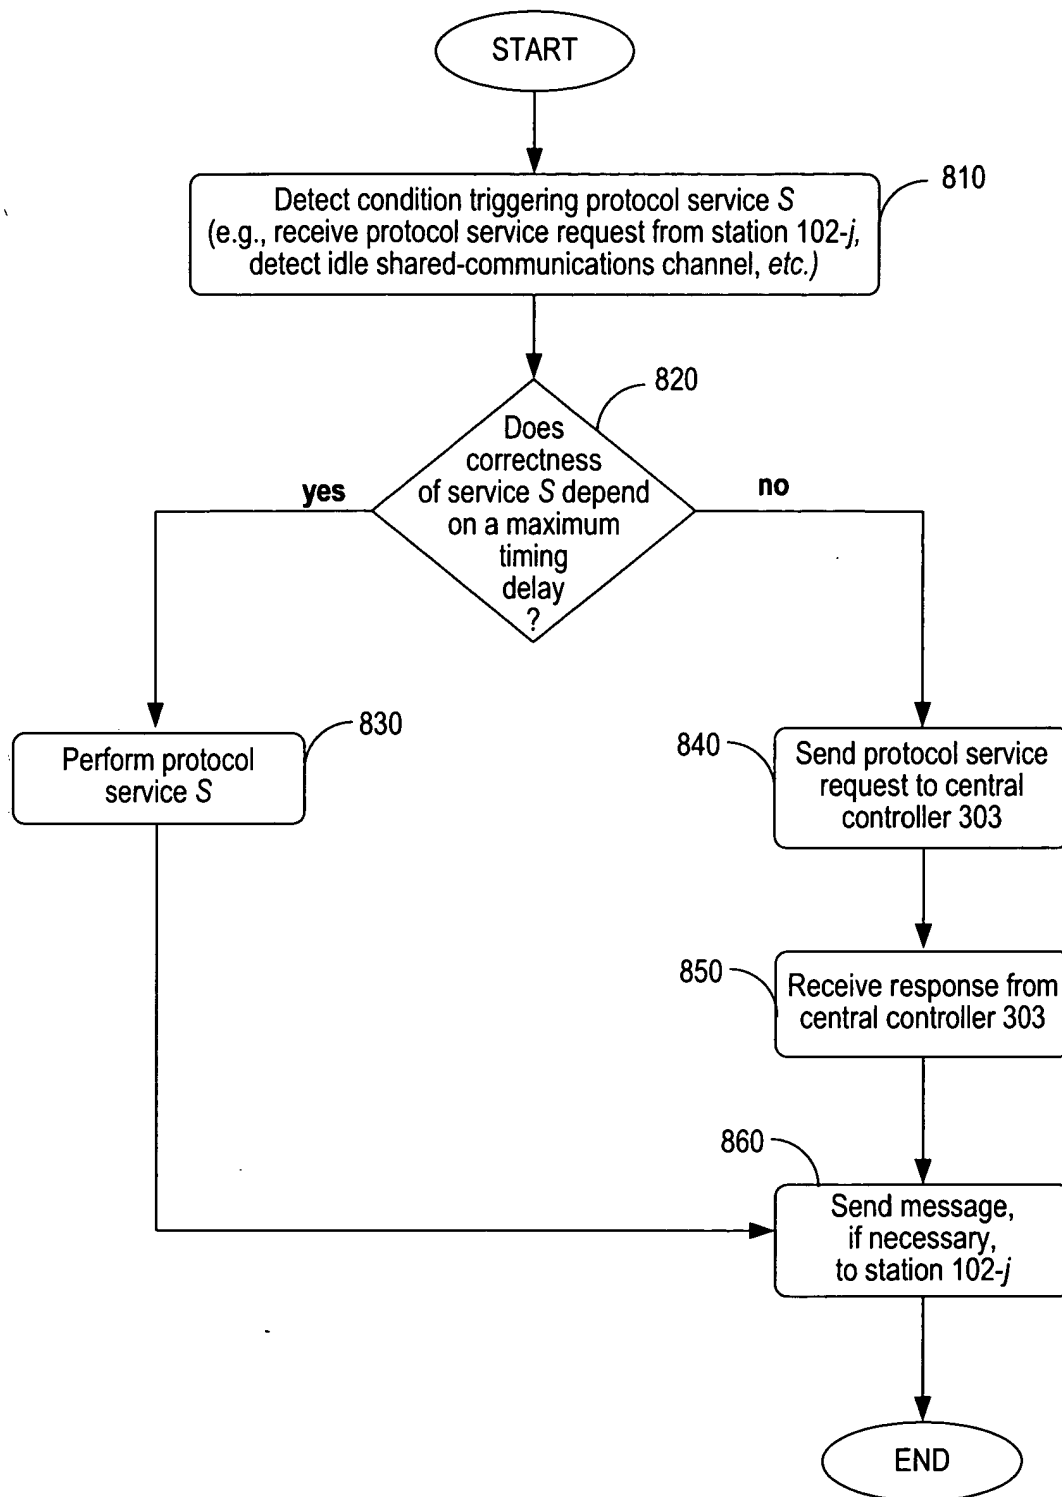 START
810
Detect condition triggering protocol service S
(e.g., receive protocol service request from station 102-j,
detect idle shared-communications channel, etc.)
820
Does
correctness
of service S depend
on a maximum
timing
delay
?
yes
no
830
Perform protocol
service S
840
Send protocol service
request to central
controller 303
850
Receive response from
central controller 303
860
Send message,
if necessary,
to station 102-j
END